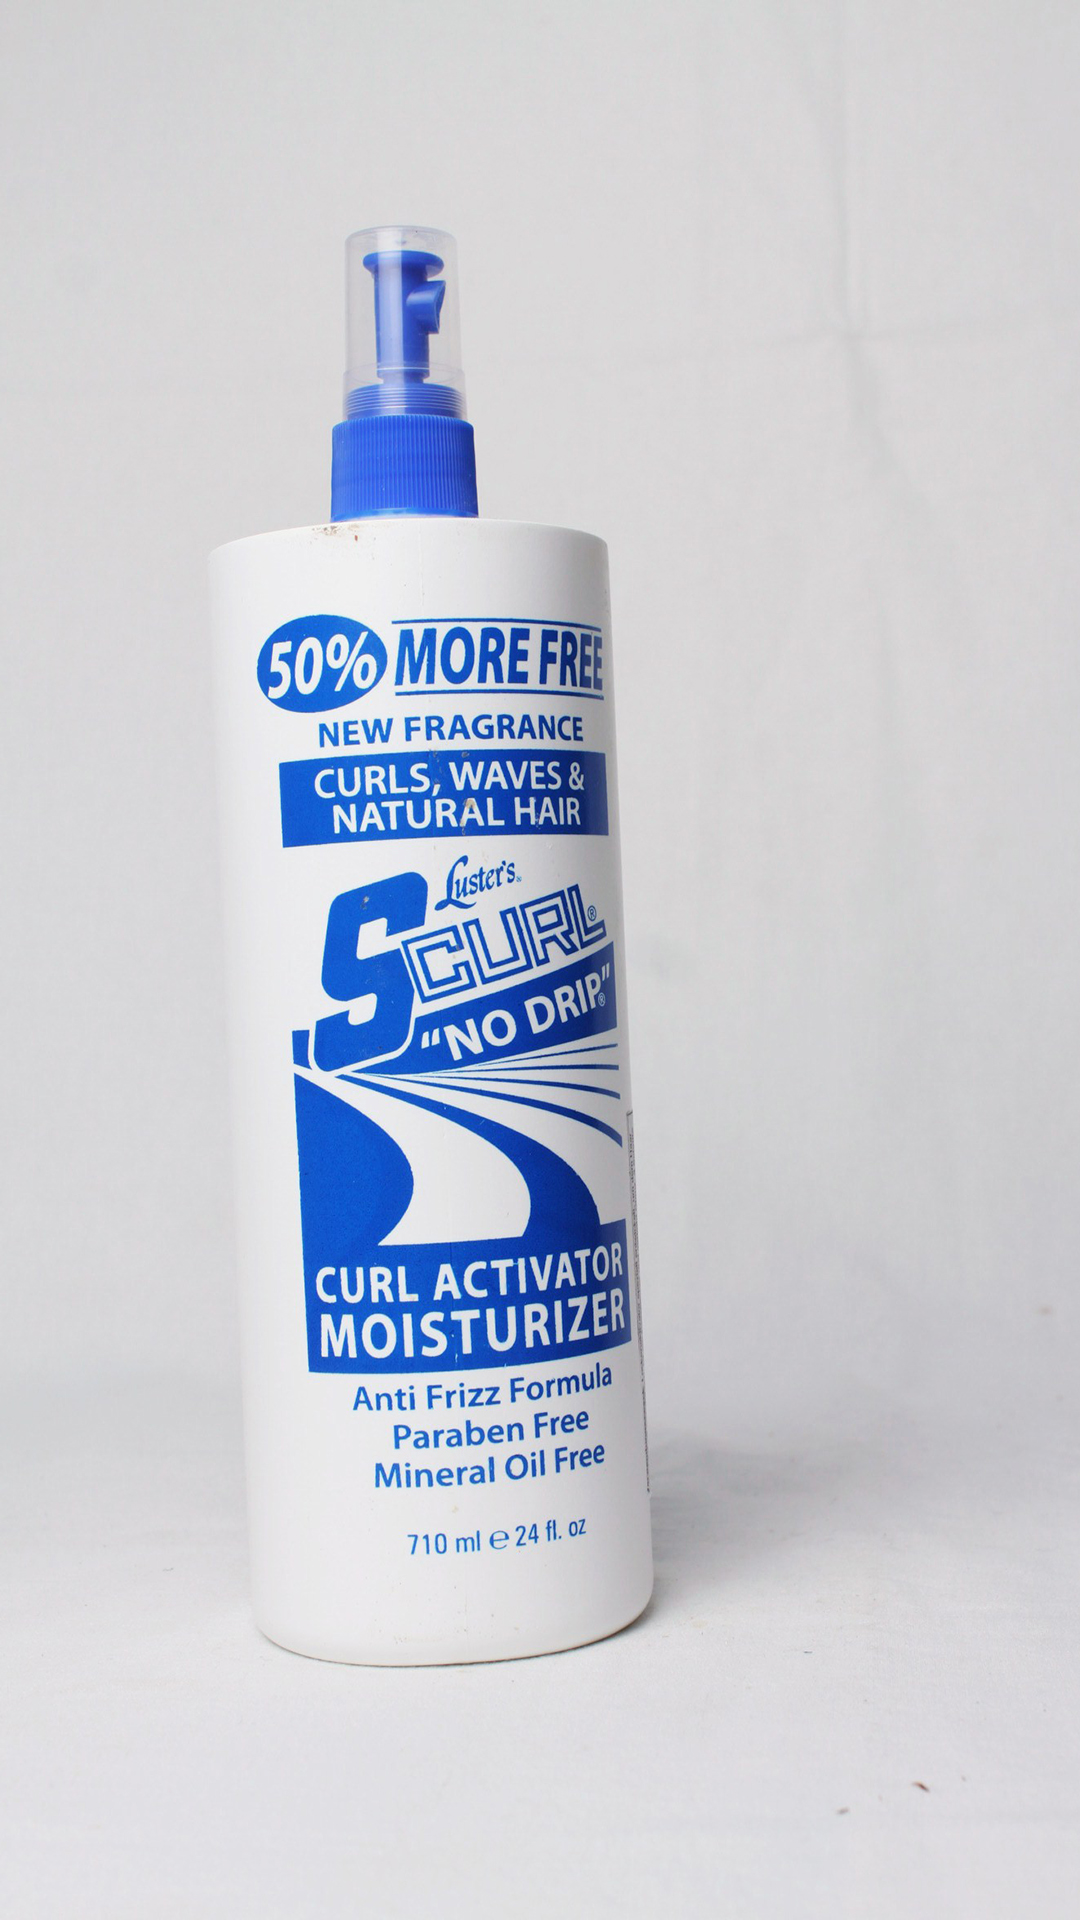 50% MORE FREE
NEW FRAGRANCE
CURLS, WAVES &
NATURAL HAIR
Luster's
SCURL®
"NO DRIP"®
CURL ACTIVATOR
MOISTURIZER
Anti Frizz Formula
Paraben Free
Mineral Oil Free
710 ml ℮ 24 fl. oz